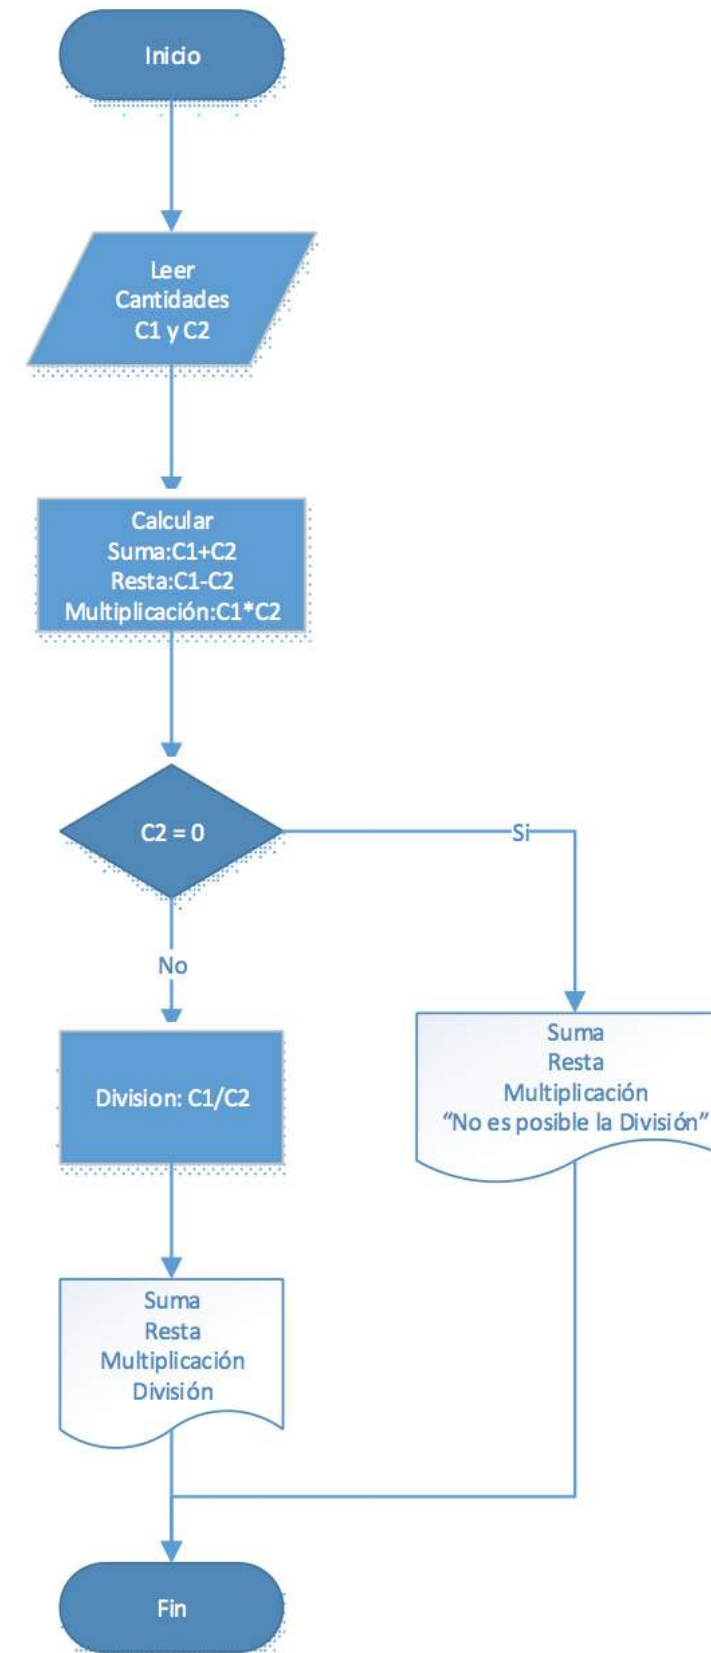 Inicio
Leer
Cantidades
C1 y C2
Calcular
Suma:C1+C2
Resta:C1-C2
Multiplicación:C1*C2
C2 = 0
Si
No
Division: C1/C2
Suma
Resta
Multiplicación
“No es posible la División”
Suma
Resta
Multiplicación
División
Fin